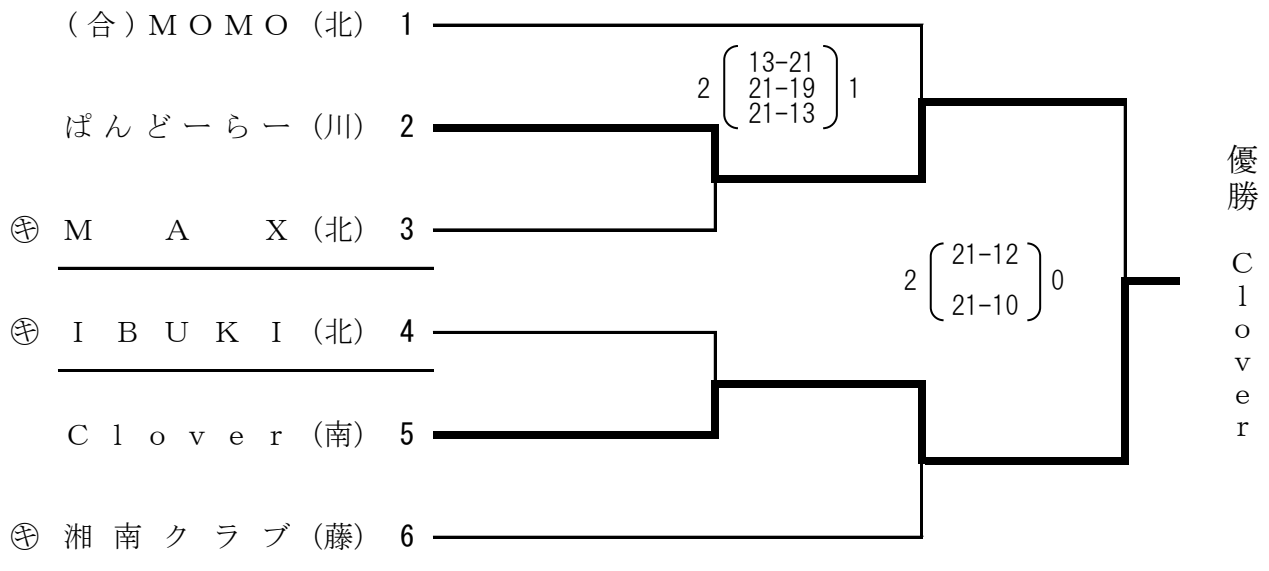 (合)ＭＯＭＯ (北) 1
2 13-21 1
21-19
21-13
ぱんどーらー (川) 2
㋖ ＭＡＸ (北) 3
2 21-12 0
21-10
㋖ ＩＢＵＫＩ (北) 4
Ｃｌｏｖｅｒ (南) 5
㋖ 湘南クラブ (藤) 6
優勝 Ｃｌｏｖｅｒ